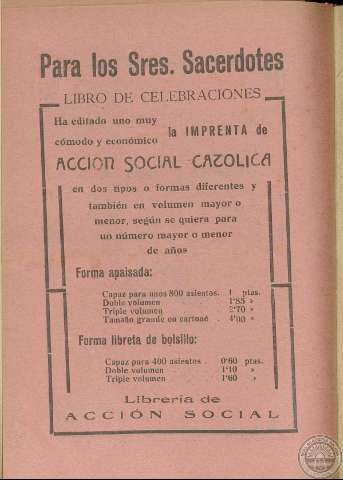 Para los Sres. Sacerdotes
LIBRO DE CELEBRACIONES
Ha editado uno muy cómodo y económico la IMPRENTA de
ACCION SOCIAL CATOLICA
en dos tipos o formas diferentes y
también en volumen mayor o
menor, según se quiera para
un número mayor o menor
de años
Forma apaisada:
Capaz para unos 800 asientos. 1 ptas.
Doble volumen 1'85 »
Triple volumen 2'70 »
Tamaño grande en cartoné . 4'00 »
Forma libreta de bolsillo:
Capaz para 400 asientos . 0'60 ptas.
Doble volumen 1'10 »
Triple volumen 1'60 »
Librería de
ACCIÓN SOCIAL